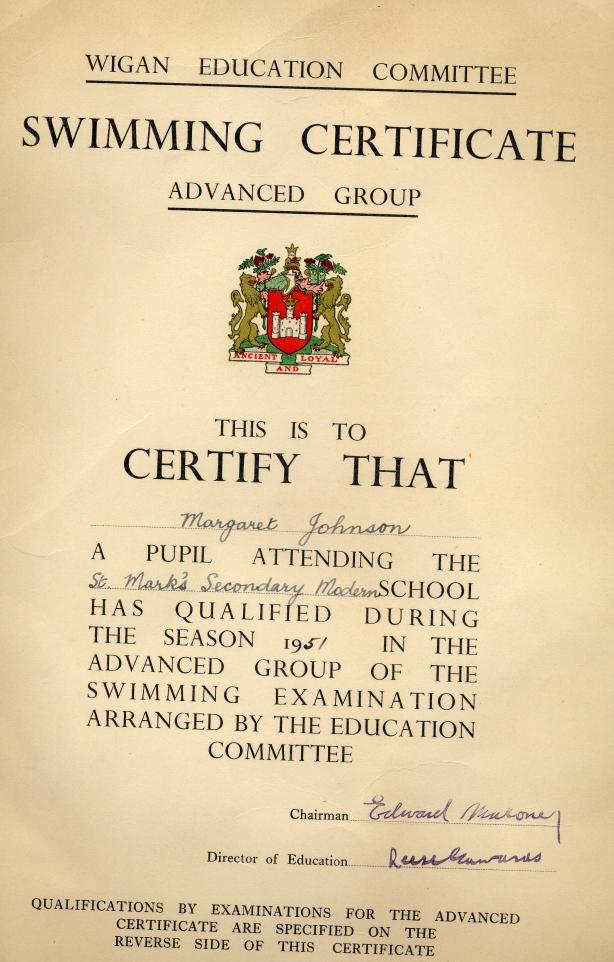 WIGAN EDUCATION COMMITTEE
SWIMMING CERTIFICATE
ADVANCED GROUP
ANCIENT AND LOYAL
THIS IS TO
CERTIFY THAT
Margaret Johnson
A PUPIL ATTENDING THE
St. Mark's Secondary Modern SCHOOL
HAS QUALIFIED DURING
THE SEASON 1951 IN THE
ADVANCED GROUP OF THE
SWIMMING EXAMINATION
ARRANGED BY THE EDUCATION
COMMITTEE
Chairman Edward
Director of Education
QUALIFICATIONS BY EXAMINATIONS FOR THE ADVANCED
CERTIFICATE ARE SPECIFIED ON THE
REVERSE SIDE OF THIS CERTIFICATE